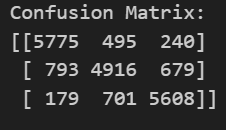 Confusion Matrix:
[[5775  495  240]
 [ 793 4916  679]
 [ 179  701 5608]]